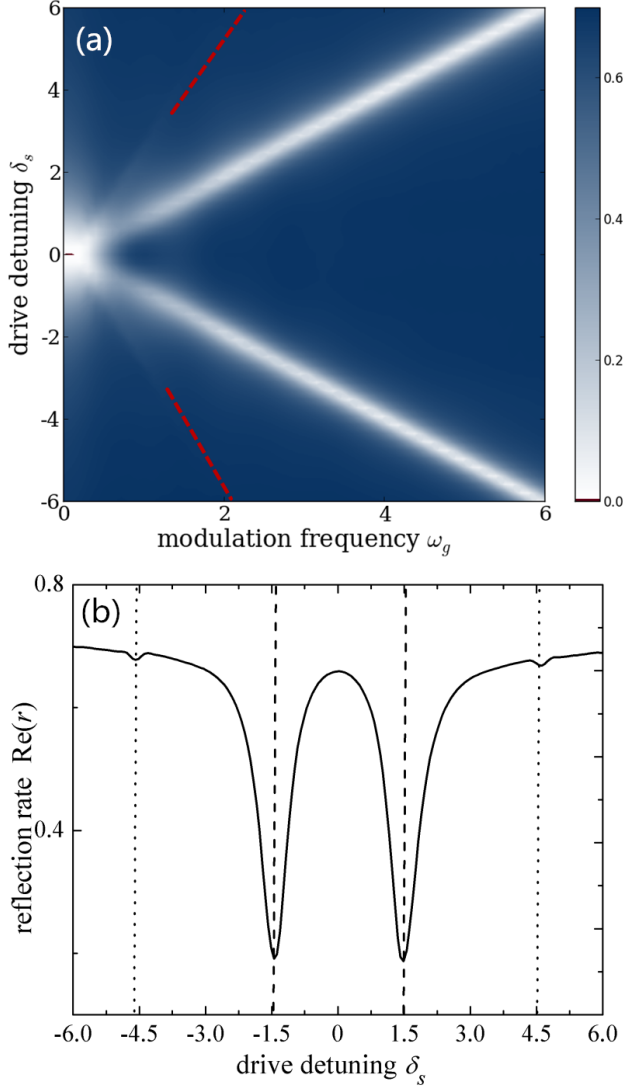 (a)
drive detuning δs
6
4
2
0
-2
-4
-6
0 2 4 6
modulation frequency ωg
0.6
0.4
0.2
0.0
(b)
reflection rate Re(r)
0.8
0.4
-6.0 -4.5 -3.0 -1.5 0 1.5 3.0 4.5 6.0
drive detuning δs